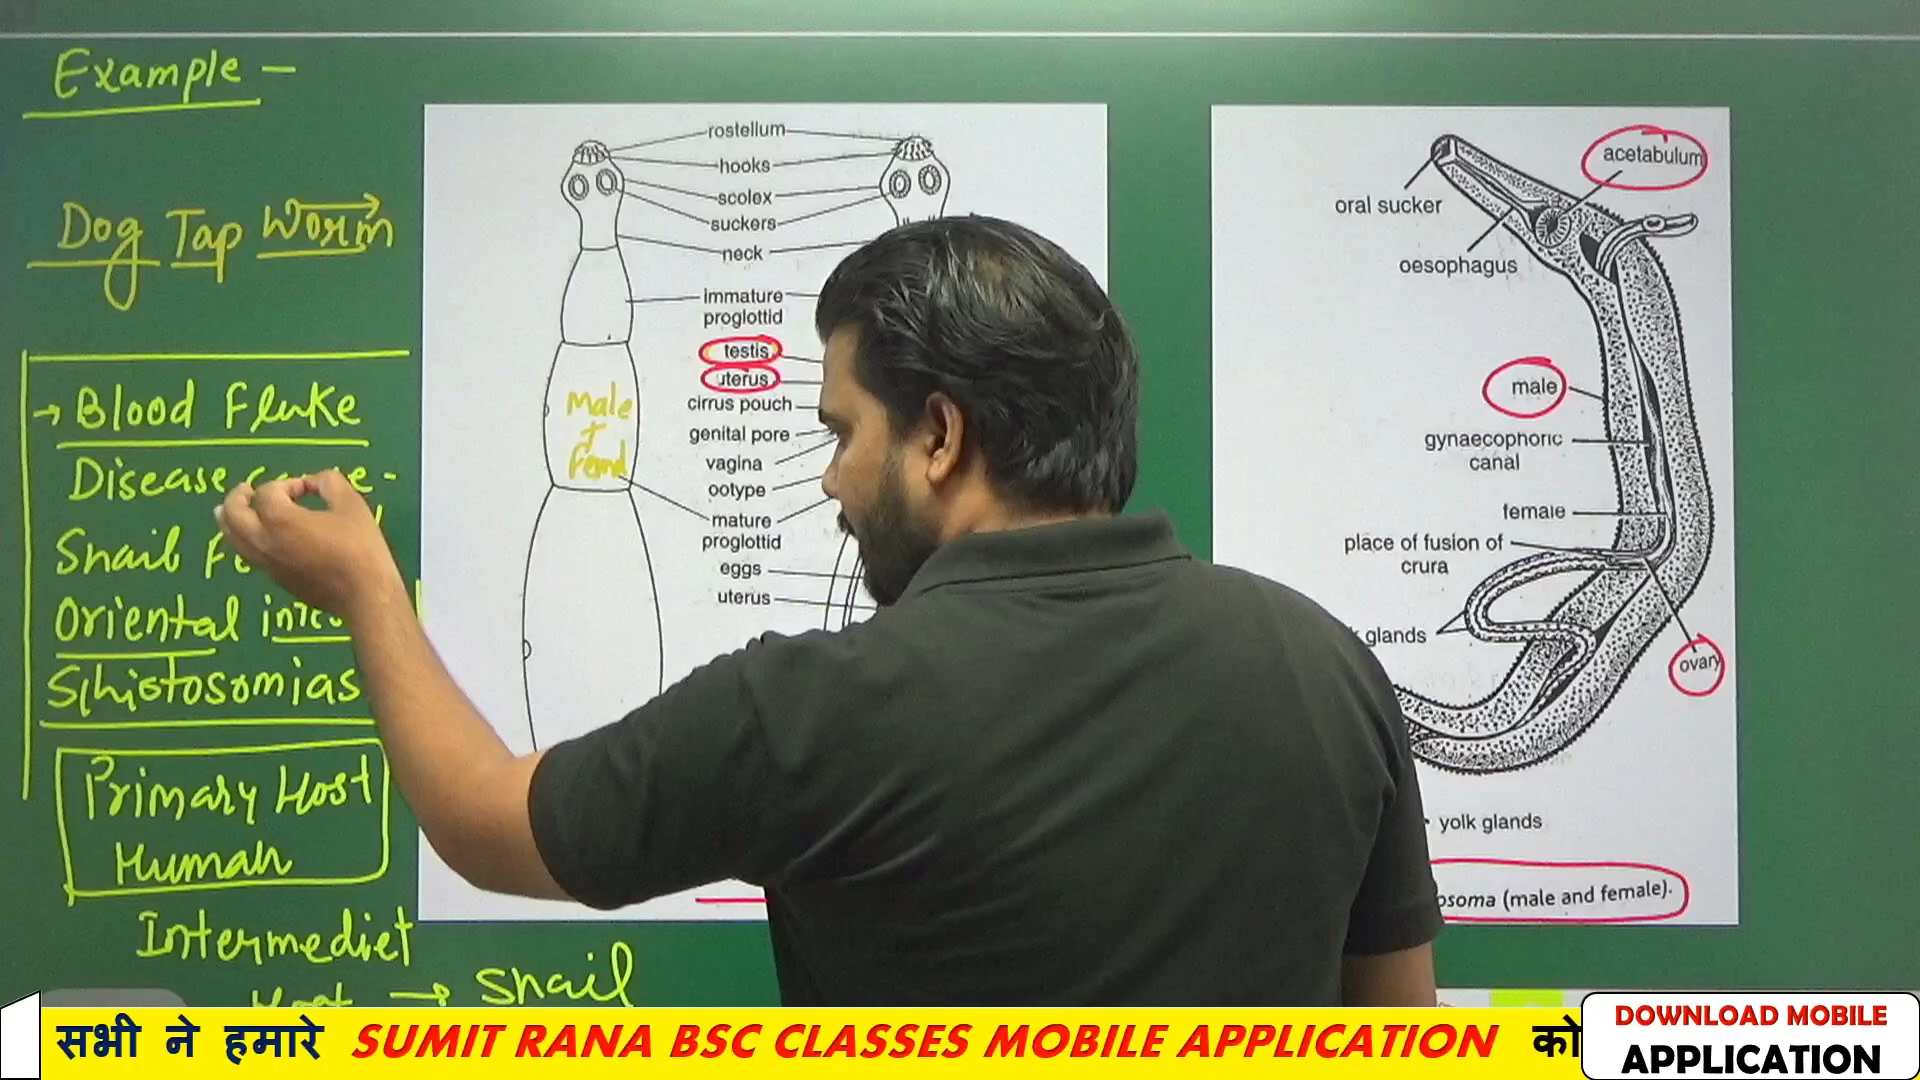 Example -
Dog Tap Worm
→ Blood Fluke
Disease -
Snail
Oriental
Schistosomias
Primary Host
Human
Intermediet
Host → Snail
rostellum
hooks
scolex
suckers
neck
immature
proglottid
testis
uterus
cirrus pouch
genital pore
vagina
ootype
mature
proglottid
eggs
uterus
Male
+
Femal
acetabulum
oral sucker
oesophagus
male
gynaecophoric
canal
female
place of fusion of
crura
glands
ovary
yolk glands
(male and female).
सभी ने हमारे SUMIT RANA BSC CLASSES MOBILE APPLICATION को
DOWNLOAD MOBILE
APPLICATION